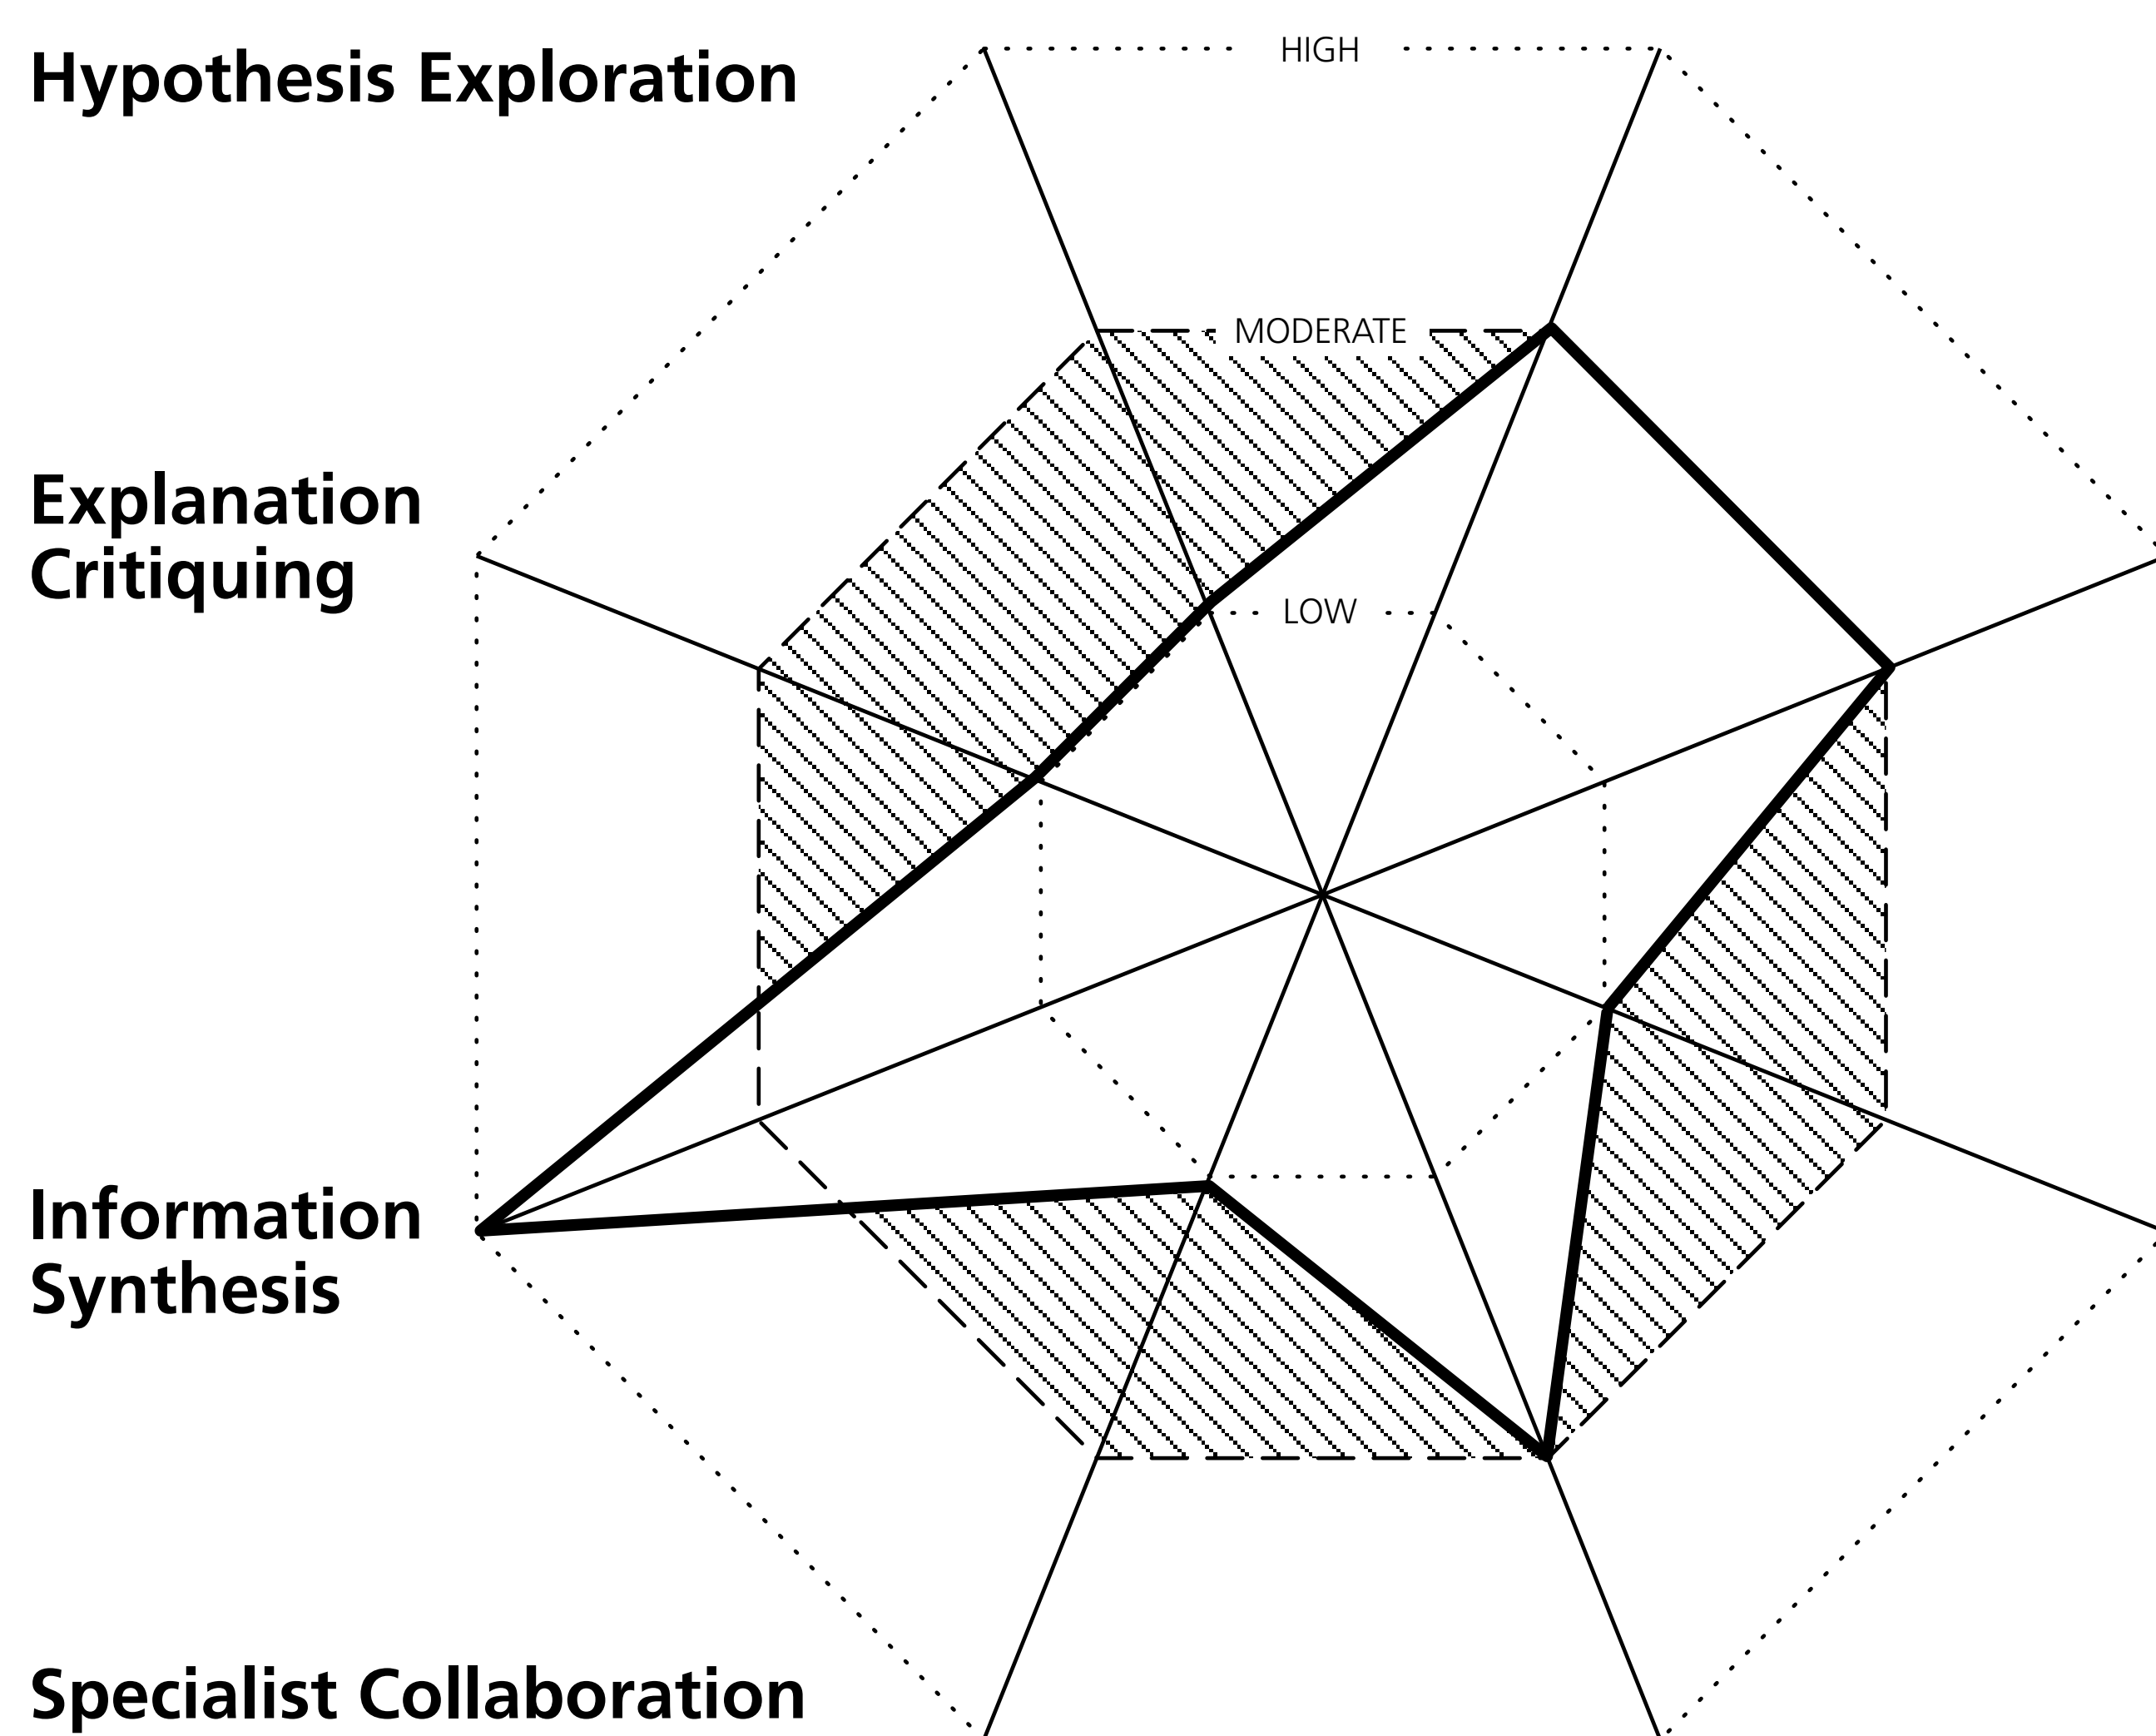 Hypothesis Exploration
HIGH
MODERATE
Explanation
Critiquing
LOW
Information
Synthesis
Specialist Collaboration